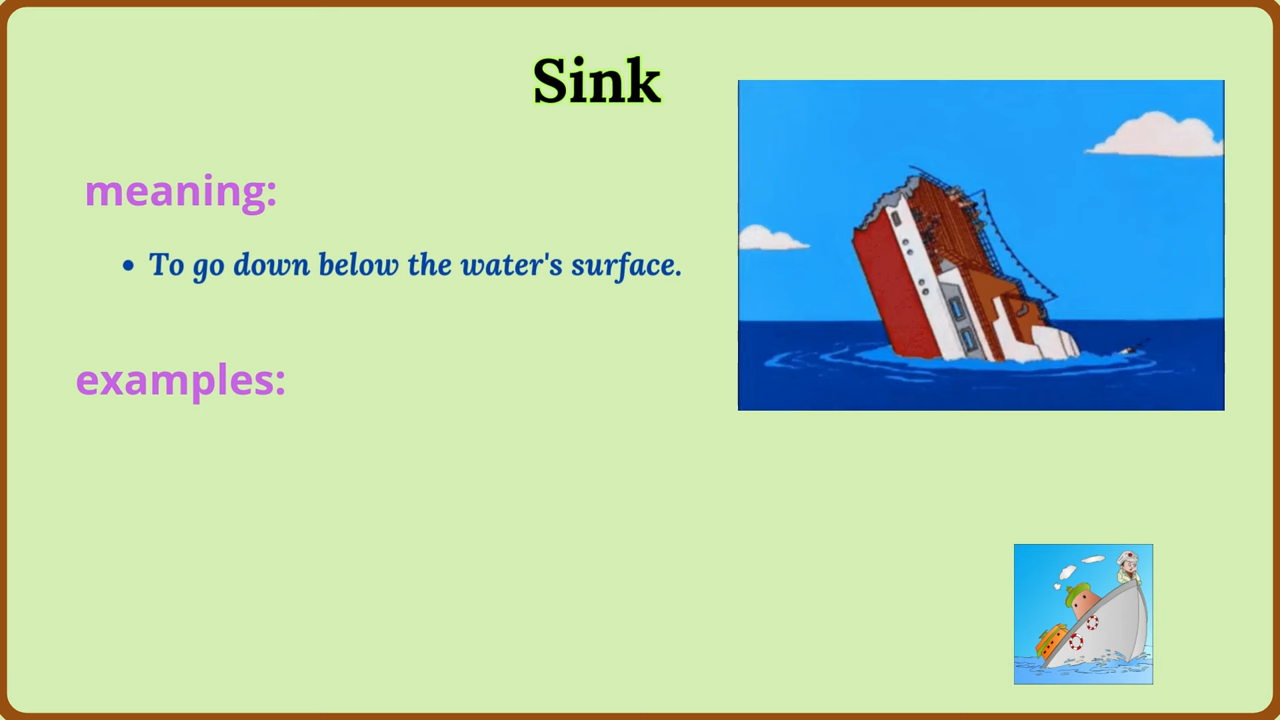 Sink
meaning:
• To go down below the water's surface.
examples: